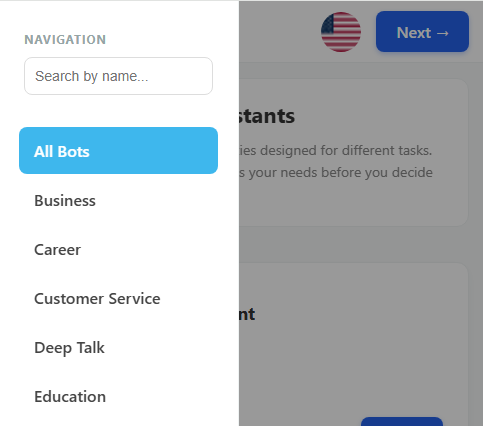 NAVIGATION
Search by name...
All Bots
Business
Career
Customer Service
Deep Talk
Education
Next →
stants
ies designed for different tasks.
s your needs before you decide
nt